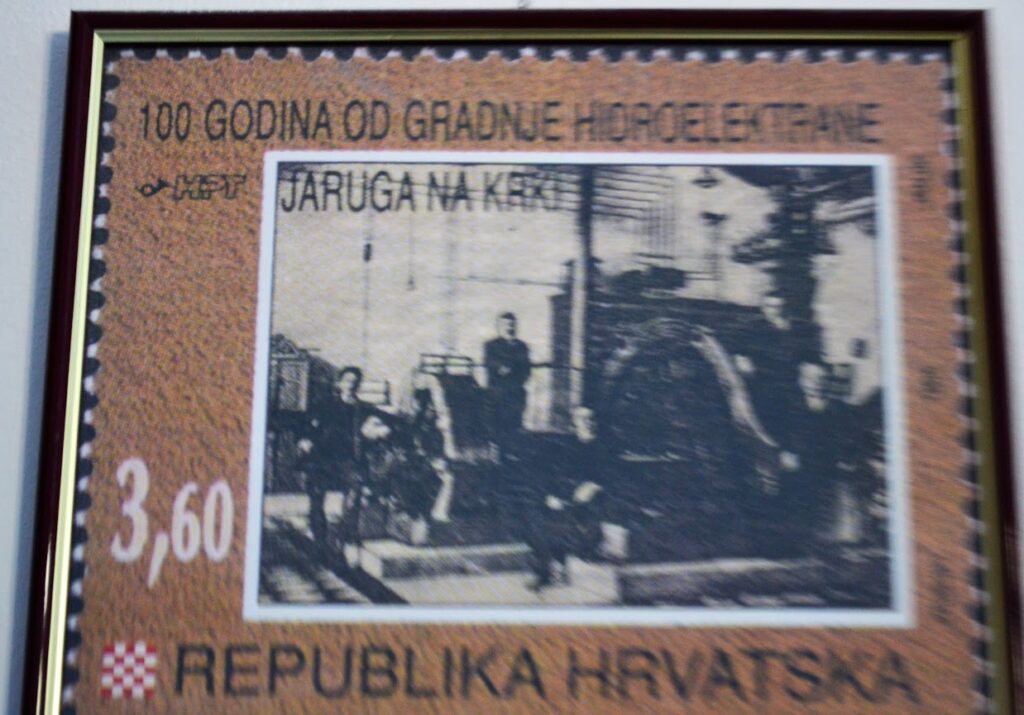 100 GODINA OD GRADNJE HIDROELEKTRANE
HPT
JARUGA NA KRKI
3,60
REPUBLIKA HRVATSKA